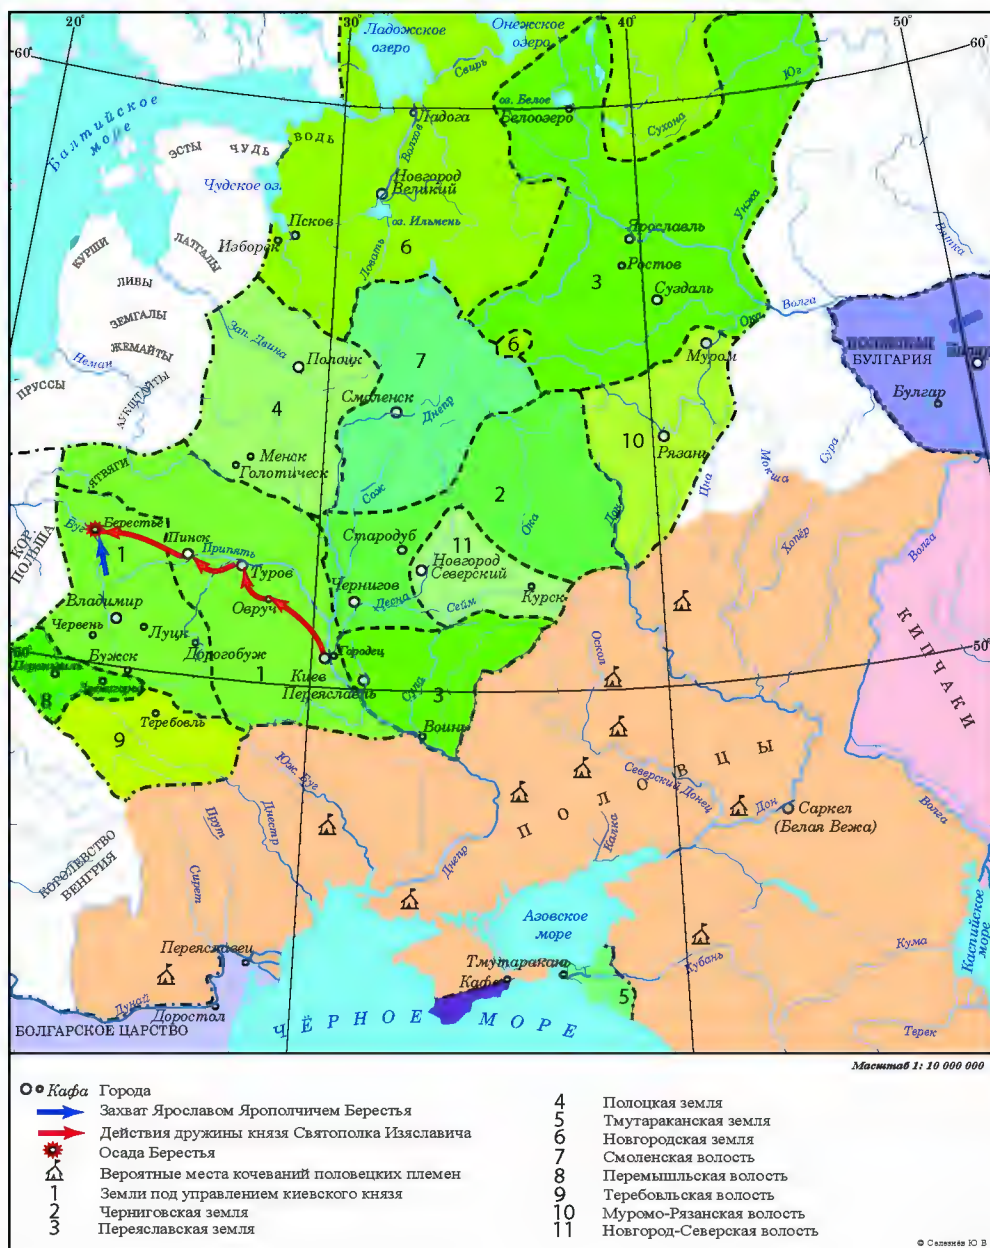 20°
30°
40°
50°
60°
60°
Ладожское
озеро
Онежское
озеро
Свирь
Юг
Балтийское
море
оз. Белое
Белоозеро
Ладога
Сухона
ВОДЬ
Волхов
ЭСТЫ
ЧУДЬ
Чудское оз.
Новгород
Великий
Унжа
Вятка
Псков
оз. Ильмень
Изборск
6
Ловать
Ярославль
Ростов
3
Суздаль
КУРШИ
ЛАТГАЛЫ
ЛИВЫ
ЗЕМГАЛЫ
ЖЕМАЙТЫ
Неман
ПРУССЫ
АУКШТАЙТЫ
Волга
Ока
Зап. Двина
Полоцк
7
6
Муром
БУЛГАРИЯ
Булгар
Смоленск
Днепр
4
Менск
Голотическ
10
Рязань
Цна
Мокша
Сура
ЯТВЯГИ
Сож
2
Ока
Дон
Хопёр
Волга
КОР.
ПОЛЬША
Буг
Берестье
1
Пинск
Припять
Туров
Стародуб
11
Новгород
Северский
Чернигов
Десна
Сейм
Курск
Овруч
Владимир
Червень
Луцк
Дорогобуж
Бужск
1
Киев
Городец
Переяславль
Сула
3
Воинь
50°
50°
8
Теребовль
9
Оскол
КИПЧАКИ
ПОЛОВЦЫ
Юж. Буг
Днестр
Прут
Сирет
Северский Донец
Дон
Саркел
(Белая Вежа)
Калка
Днепр
Волга
КОРОЛЕВСТВО
ВЕНГРИЯ
Азовское
море
Каспийское
море
Переяславец
Тмутаракань
Кафа
Кубань
Кума
5
Дунай
Доростол
БОЛГАРСКОЕ ЦАРСТВО
ЧЁРНОЕ МОРЕ
Терек
Масштаб 1: 10 000 000
Кафа Города
Захват Ярославом Ярополчичем Берестья
Действия дружины князя Святополка Изяславича
Осада Берестья
Вероятные места кочеваний половецких племен
1 Земли под управлением киевского князя
2 Черниговская земля
3 Переяславская земля
4 Полоцкая земля
5 Тмутараканская земля
6 Новгородская земля
7 Смоленская волость
8 Перемышльская волость
9 Теребовльская волость
10 Муромо-Рязанская волость
11 Новгород-Северская волость
© Селезнёв Ю В